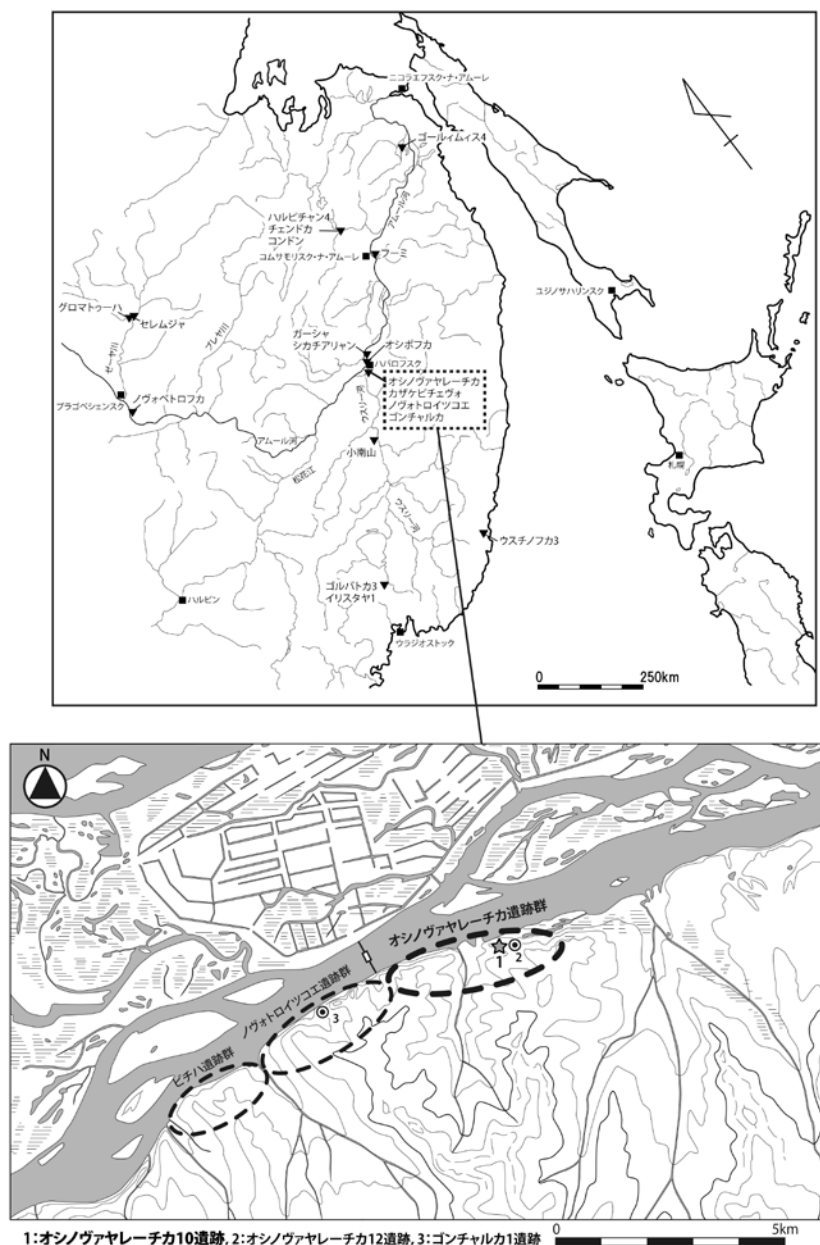 ニコラエフスク・ナ・アムーレ
ゴールィムィス4
アムール河
ハルピチャン4
チェンドカ
コンドン
コムサモリスク・ナ・アムーレ
フーミ
ユジノサハリンスク
グロマトゥーハ
セレムジャ
ゼーヤ川
ブレヤ川
ガーシャ
シカチアリャン
オシポフカ
ハバロフスク
オシノヴァヤレーチカ
カザケビチェヴォ
ノヴォトロイツコエ
ゴンチャルカ
ブラゴベシェンスク
ノヴォペトロフカ
アムール河
ウスリー河
小南山
松花江
ウスリー河
札幌
ウスチノフカ3
ゴルバトカ3
イリスタヤ1
ハルビン
ウラジオストック
0 250km
N
オシノヴァヤレーチカ遺跡群
1
2
ノヴォトロイツコエ遺跡群
3
ビチハ遺跡群
1:オシノヴァヤレーチカ10遺跡, 2:オシノヴァヤレーチカ12遺跡, 3:ゴンチャルカ1遺跡
0 5km